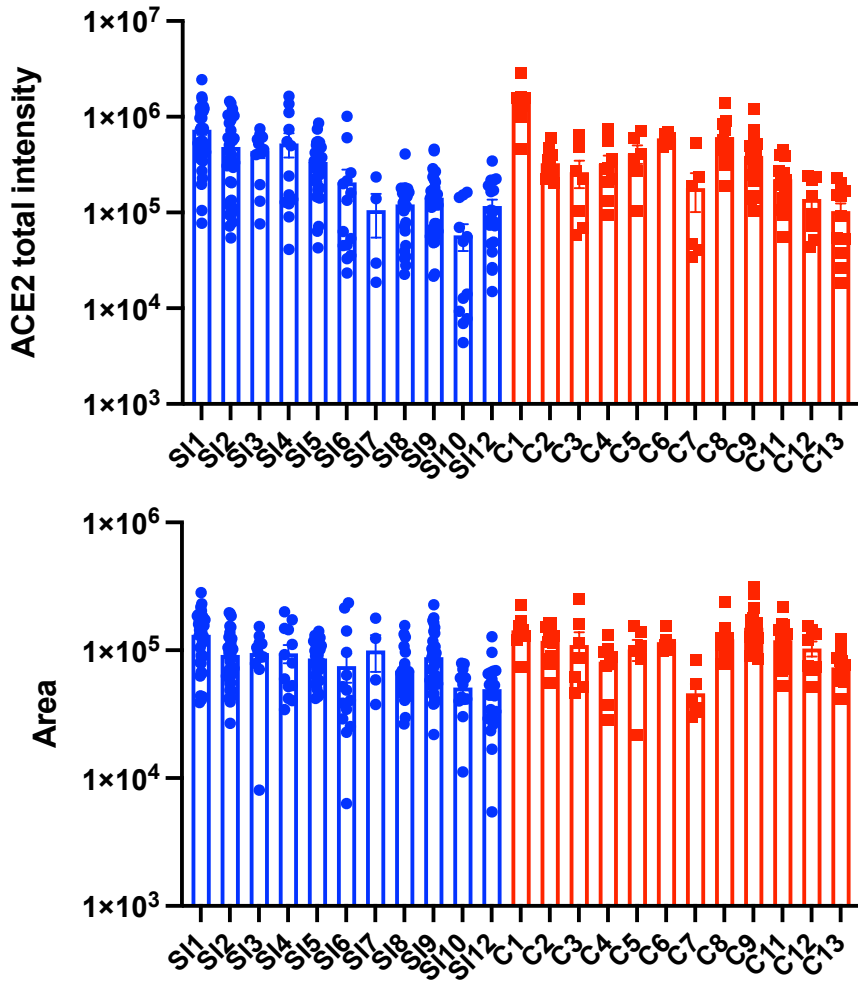 ACE2 total intensity
1×10⁷
1×10⁶
1×10⁵
1×10⁴
1×10³
SI1
SI2
SI3
SI4
SI5
SI6
SI7
SI8
SI9
SI10
SI12
C1
C2
C3
C4
C5
C6
C7
C8
C9
C11
C12
C13
Area
1×10⁶
1×10⁵
1×10⁴
1×10³
SI1
SI2
SI3
SI4
SI5
SI6
SI7
SI8
SI9
SI10
SI12
C1
C2
C3
C4
C5
C6
C7
C8
C9
C11
C12
C13